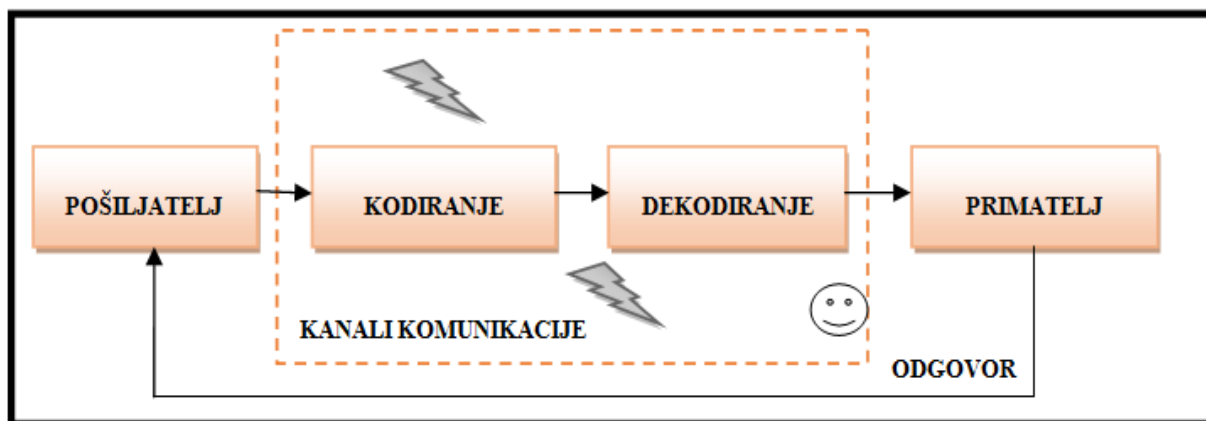 POŠILJATELJ
KODIRANJE
DEKODIRANJE
PRIMATELJ
KANALI KOMUNIKACIJE
ODGOVOR